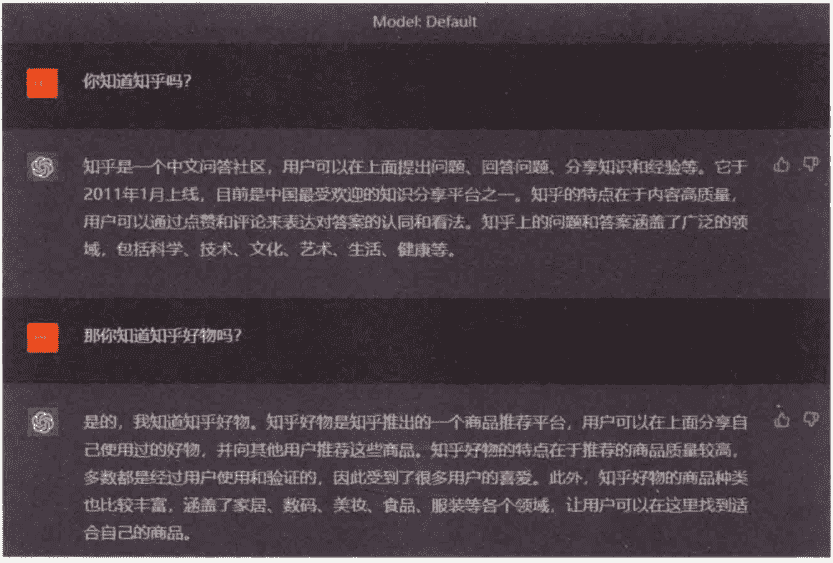 Model: Default
你知道知乎吗?
知乎是一个中文问答社区，用户可以在上面提出问题、回答问题、分享知识和经验等。它于
2011年1月上线，目前是中国最受欢迎的知识分享平台之一。知乎的特点在于内容高质量，
用户可以通过点赞和评论来表达对答案的认同和看法。知乎上的问题和答案涵盖了广泛的领
域，包括科学、技术、文化、艺术、生活、健康等。
那你知道知乎好物吗?
是的，我知道知乎好物。知乎好物是知乎推出的一个商品推荐平台，用户可以在上面分享自
己使用过的好物，并向其他用户推荐这些商品。知乎好物的特点在于推荐的商品质量较高，
多数都是经过用户使用和验证的，因此受到了很多用户的喜爱。此外，知乎好物的商品种类
也比较丰富，涵盖了家居、数码、美妆、食品、服装等各个领域，让用户可以在这里找到适
合自己的商品。